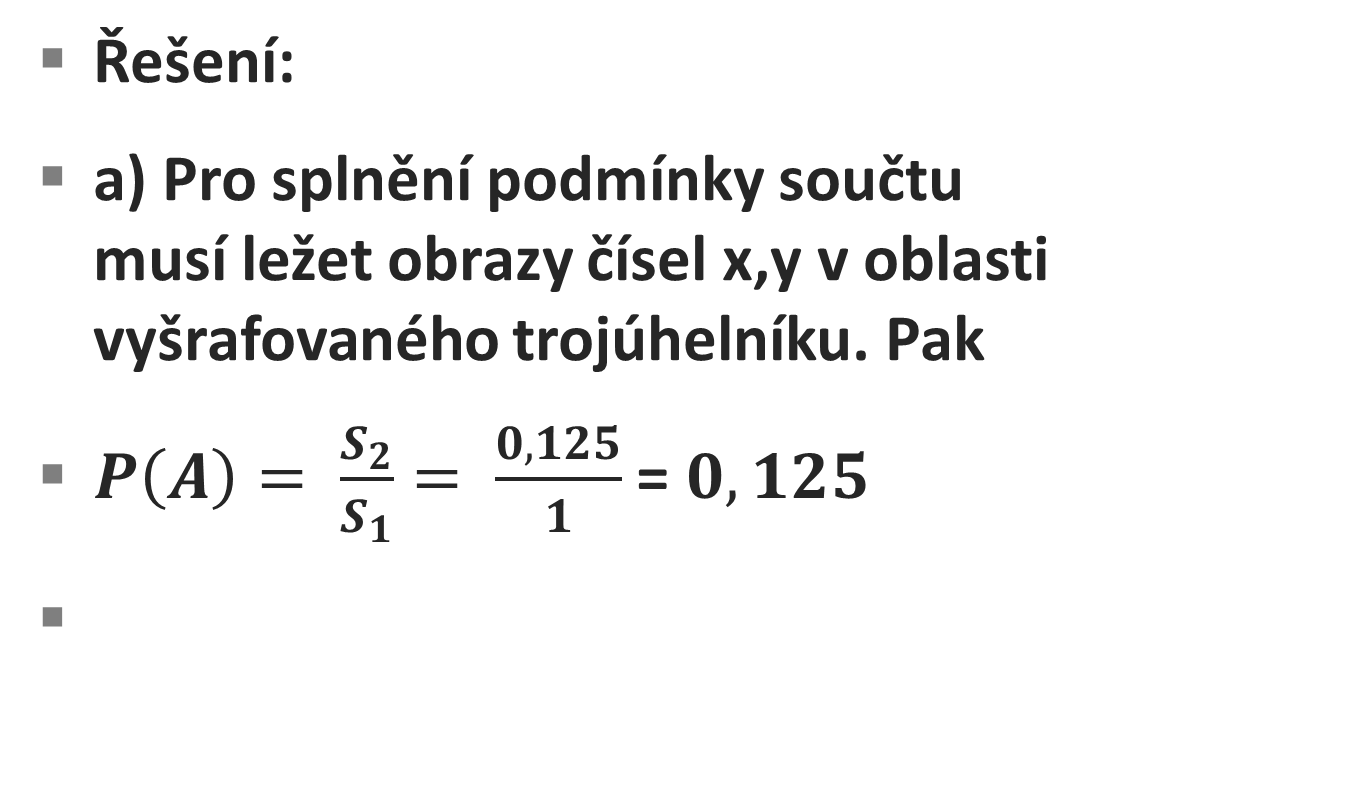 ▪ Řešení:
▪ a) Pro splnění podmínky součtu
musí ležet obrazy čísel x,y v oblasti
vyšrafovaného trojúhelníku. Pak
▪ P(A) = S₂/S₁ = 0,125/1 = 0,125
▪